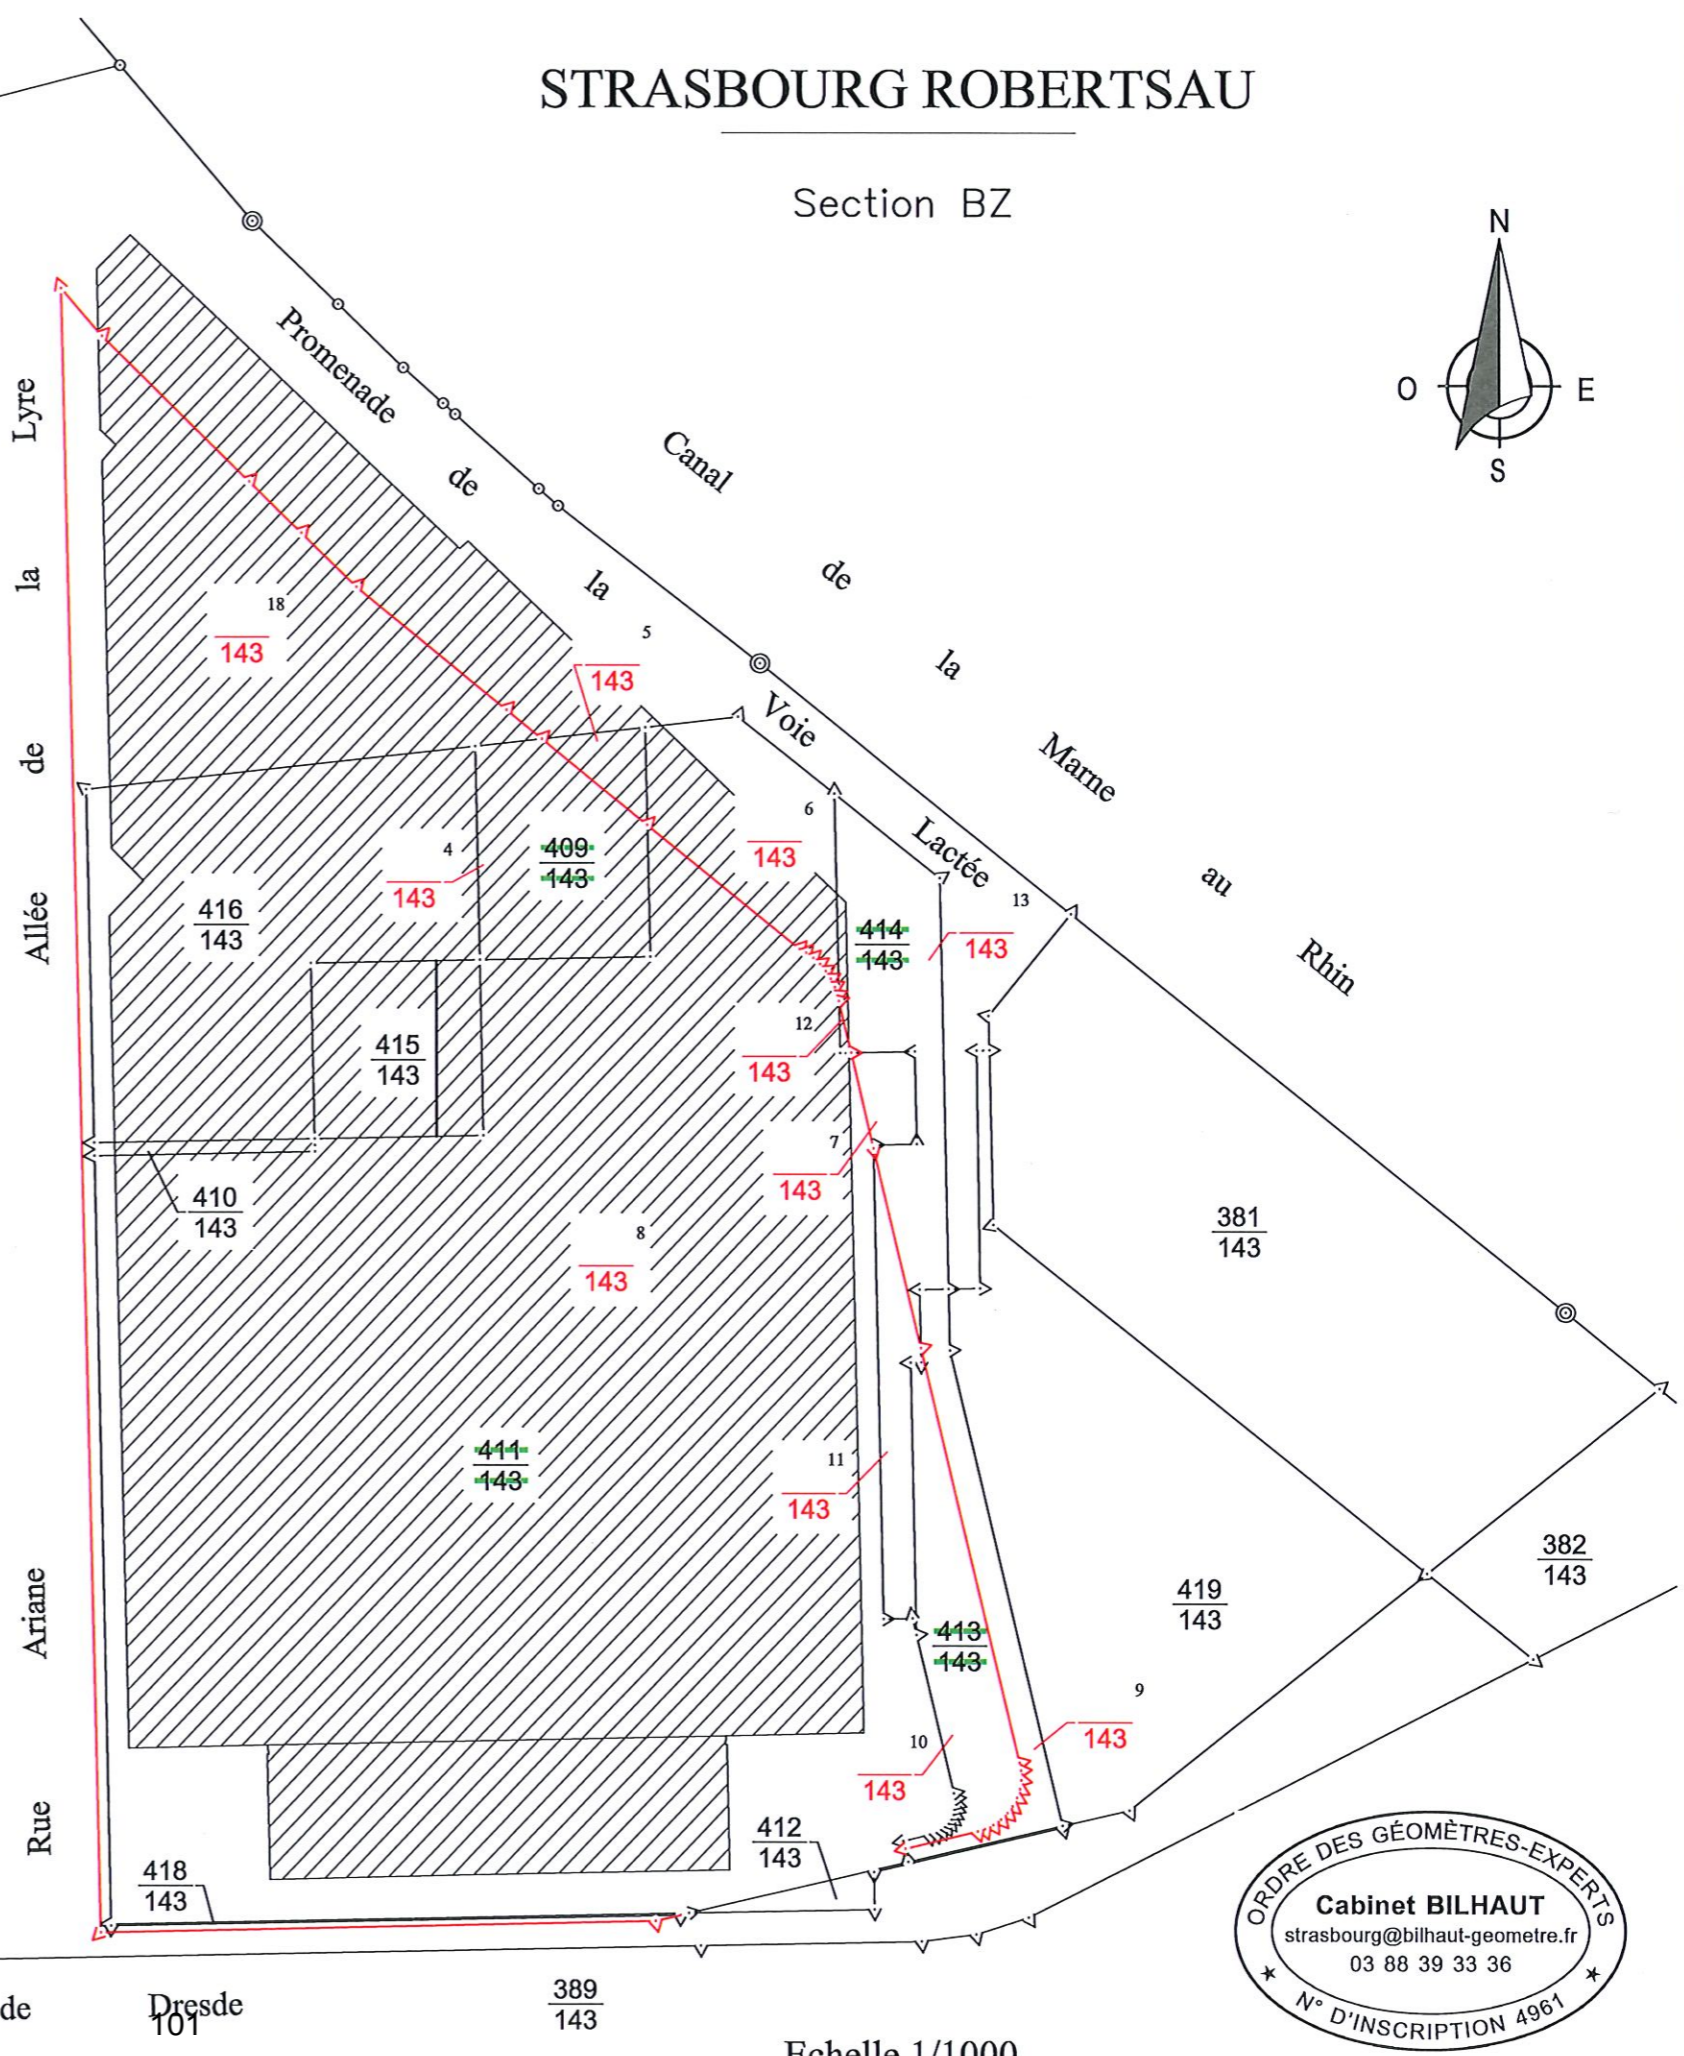 STRASBOURG ROBERTSAU
Section BZ
N
O
E
S
Promenade
de
la
Voie
Lactée
Canal
de
la
Marne
au
Rhin
Allée
de
la
Lyre
18
143
5
143
6
143
4
143
409
143
416
143
414
143
13
143
415
143
12
143
7
143
410
143
8
143
381
143
411
143
11
143
382
143
419
143
413
143
9
143
10
143
Rue
Ariane
412
143
418
143
ORDRE DES GÉOMÈTRES-EXPERTS
Cabinet BILHAUT
strasbourg@bilhaut-geometre.fr
03 88 39 33 36
N° D'INSCRIPTION 4961
de
Dresde
101
389
143
Echelle 1/1000